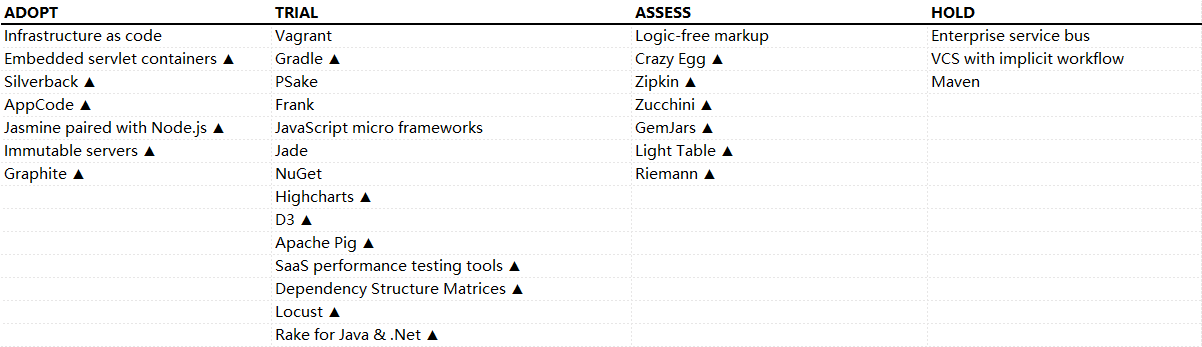 ADOPT TRIAL ASSESS HOLD
Infrastructure as code Vagrant Logic-free markup Enterprise service bus
Embedded servlet containers ▲ Gradle ▲ Crazy Egg ▲ VCS with implicit workflow
Silverback ▲ PSake Zipkin ▲ Maven
AppCode ▲ Frank Zucchini ▲
Jasmine paired with Node.js ▲ JavaScript micro frameworks GemJars ▲
Immutable servers ▲ Jade Light Table ▲
Graphite ▲ NuGet Riemann ▲
Highcharts ▲
D3 ▲
Apache Pig ▲
SaaS performance testing tools ▲
Dependency Structure Matrices ▲
Locust ▲
Rake for Java & .Net ▲